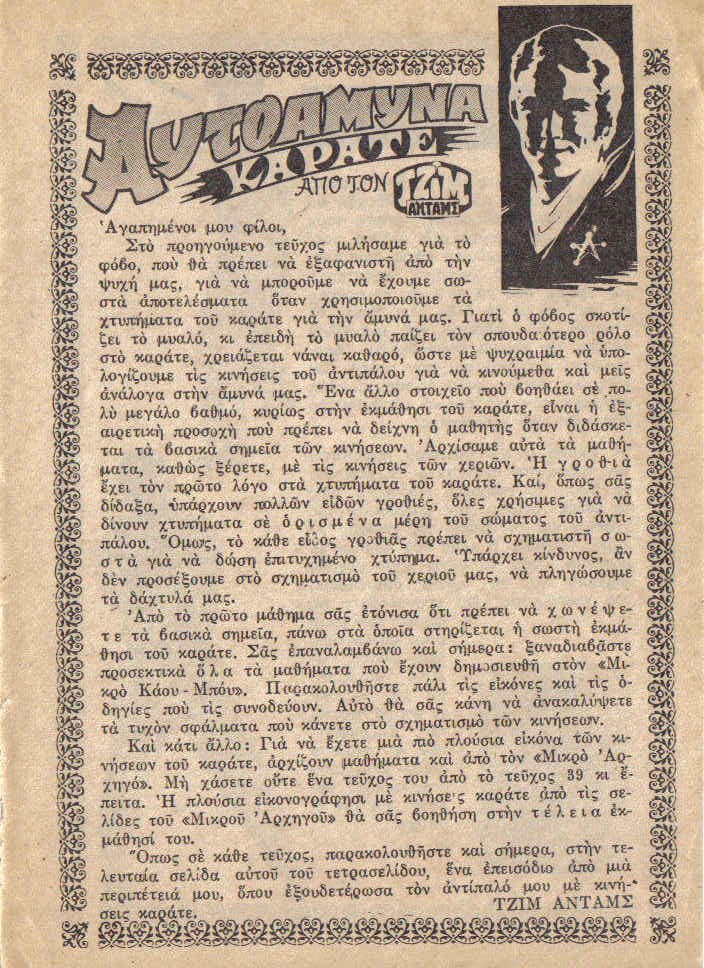 ΑΥΤΟΑΜΥΝΑ
ΚΑΡΑΤΕ
ΑΠΟ ΤΟΝ
ΤΖΙΜ
ΑΝΤΑΜΣ
Ἀγαπημένοι μου φίλοι,
Στὸ προηγούμενο τεῦχος μιλήσαμε γιὰ τὸ
φόβο, ποὺ θὰ πρέπει νὰ ἐξαφανιστῆ ἀπὸ τὴν
ψυχή μας, γιὰ νὰ μποροῦμε νὰ ἔχουμε σω-
στὰ ἀποτελέσματα ὅταν χρησιμοποιοῦμε τὰ
χτυπήματα τοῦ καράτε γιὰ τὴν ἄμυνά μας. Γιατὶ ὁ φόβος σκοτί-
ζει τὸ μυαλό, κι ἐπειδὴ τὸ μυαλὸ παίζει τὸν σπουδαιότερο ρόλο
στὸ καράτε, χρειάζεται νἆναι καθαρό, ὥστε μὲ ψυχραιμία νὰ ὑπο-
λογίζουμε τὶς κινήσεις τοῦ ἀντιπάλου γιὰ νὰ κινούμεθα καὶ μεῖς
ἀνάλογα στὴν ἄμυνά μας. Ἕνα ἄλλο στοιχεῖο ποὺ βοηθάει σὲ πο-
λὺ μεγάλο βαθμό, κυρίως στὴν ἐκμάθησι τοῦ καράτε, εἶναι ἡ ἐξ-
αιρετικὴ προσοχὴ ποὺ πρέπει νὰ δείχνη ὁ μαθητὴς ὅταν διδάσκε-
ται τὰ βασικὰ σημεῖα τῶν κινήσεων. Ἀρχίσαμε αὐτὰ τὰ μαθή-
ματα, καθὼς ξέρετε, μὲ τὶς κινήσεις τῶν χεριῶν. Ἡ γροθιὰ
ἔχει τὸν πρῶτο λόγο στὰ χτυπήματα τοῦ καράτε. Καί, ὅπως σᾶς
δίδαξα, ὑπάρχουν πολλῶν εἰδῶν γροθιές, ὅλες χρήσιμες γιὰ νὰ
δίνουν χτυπήματα σὲ ὁρισμένα μέρη τοῦ σώματος τοῦ ἀντι-
πάλου. Ὅμως, τὸ κάθε εἶδος γροθιᾶς πρέπει νὰ σχηματιστῆ σω-
στὰ γιὰ νὰ δώση ἐπιτυχημένο χτύπημα. Ὑπάρχει κίνδυνος, ἂν
δὲν προσέξουμε στὸ σχηματισμὸ τοῦ χεριοῦ μας, νὰ πληγώσουμε
τὰ δάχτυλά μας.
Ἀπὸ τὸ πρῶτο μάθημα σᾶς ἐτόνισα ὅτι πρέπει νὰ χωνέψε-
τε τὰ βασικὰ σημεῖα, πάνω στὰ ὁποῖα στηρίζεται ἡ σωστὴ ἐκμά-
θησι τοῦ καράτε. Σᾶς ἐπαναλαμβάνω καὶ σήμερα: ξαναδιαβᾶστε
προσεκτικὰ ὅλα τὰ μαθήματα ποὺ ἔχουν δημοσιευθῆ στὸν «Μι-
κρὸ Κάου - Μπόυ». Παρακολουθῆστε πάλι τὶς εἰκόνες καὶ τὶς ὁ-
δηγίες ποὺ τὶς συνοδεύουν. Αὐτὸ θὰ σᾶς κάνη νὰ ἀνακαλύψετε
τὰ τυχὸν σφάλματα ποὺ κάνετε στὸ σχηματισμὸ τῶν κινήσεων.
Καὶ κάτι ἄλλο: Γιὰ νὰ ἔχετε μιὰ πιὸ πλούσια εἰκόνα τῶν κι-
νήσεων τοῦ καράτε, ἀρχίζουν μαθήματα καὶ ἀπὸ τὸν «Μικρὸ Ἀρ-
χηγό». Μὴ χάσετε οὔτε ἕνα τεῦχος του ἀπὸ τὸ τεῦχος 39 κι ἔ-
πειτα. Ἡ πλούσια εἰκονογράφησι μὲ κινήσεις καράτε ἀπὸ τὶς σε-
λίδες τοῦ «Μικροῦ Ἀρχηγοῦ» θὰ σᾶς βοηθήση στὴν τέλεια ἐκ-
μάθησί του.
Ὅπως σὲ κάθε τεῦχος, παρακολουθῆστε καὶ σήμερα, στὴν τε-
λευταία σελίδα αὐτοῦ τοῦ τετρασελίδου, ἕνα ἐπεισόδιο ἀπὸ μιὰ
περιπέτειά μου, ὅπου ἐξουδετέρωσα τὸν ἀντίπαλό μου μὲ κινή-
σεις καράτε.
ΤΖΙΜ ΑΝΤΑΜΣ